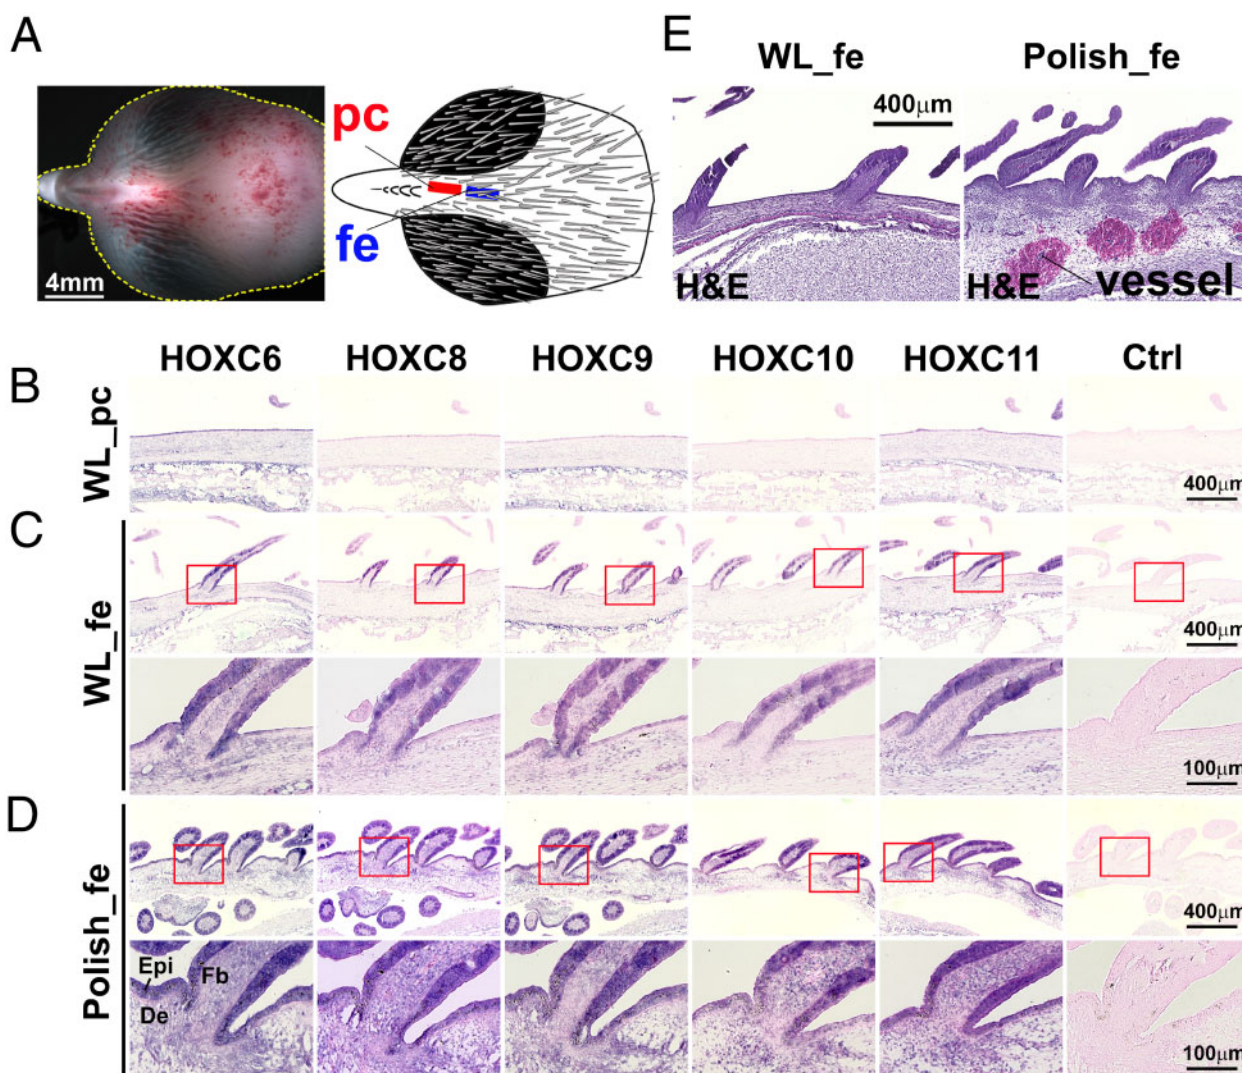 A
pc
fe
4mm
E
WL_fe
Polish_fe
400μm
H&E
H&E
vessel
HOXC6
HOXC8
HOXC9
HOXC10
HOXC11
Ctrl
B
WL_pc
400μm
C
WL_fe
400μm
100μm
D
Polish_fe
400μm
Epi
Fb
De
100μm